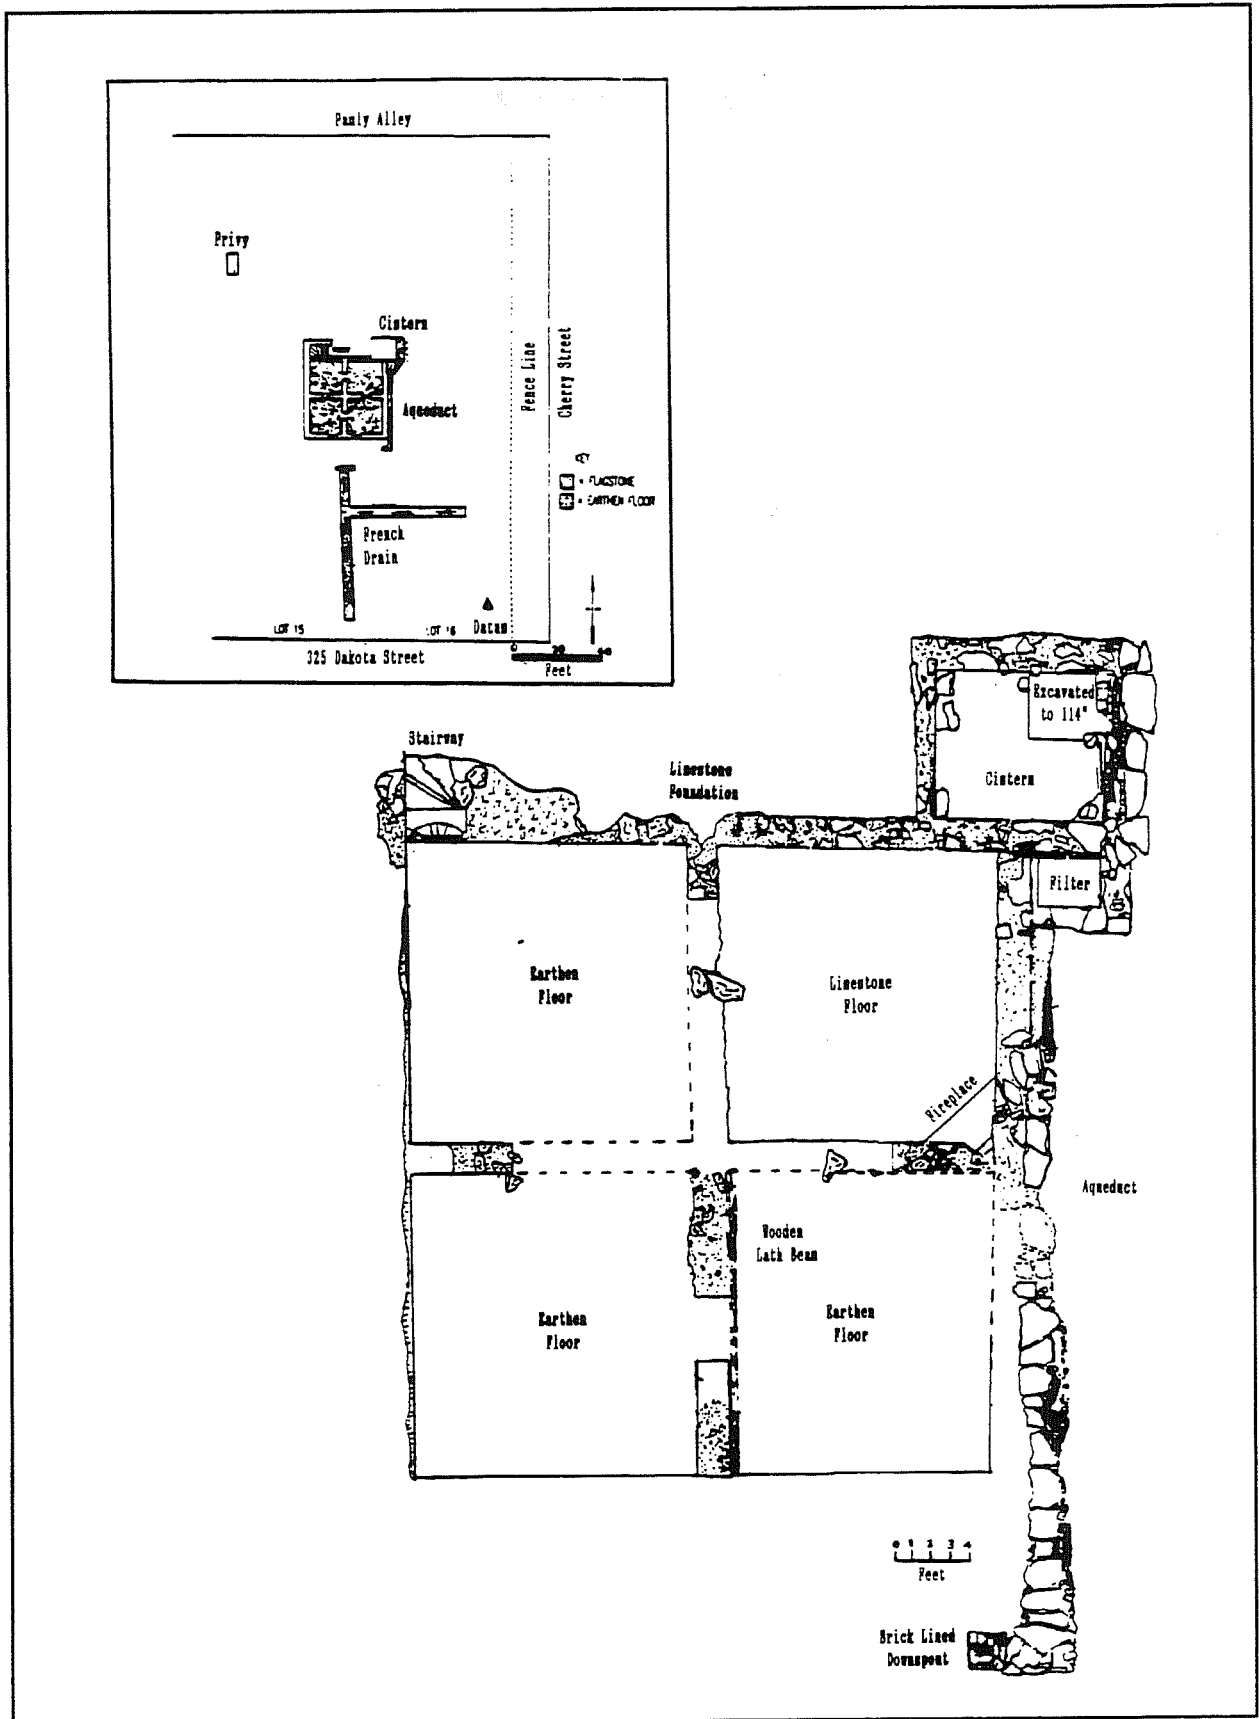 Pauly Alley
Privy
Cistern
Aqueduct
Fence Line
Cherry Street
KEY
= FLAGSTONE
= EARTHEN FLOOR
French
Drain
LOT 15
LOT 16
Datum
325 Dakota Street
0 20 40
Feet
Stairway
Limestone
Foundation
Excavated
to 114"
Cistern
Filter
Earthen
Floor
Limestone
Floor
Fireplace
Aqueduct
Wooden
Lath Beam
Earthen
Floor
Earthen
Floor
0 1 2 3 4
Feet
Brick Lined
Downspout